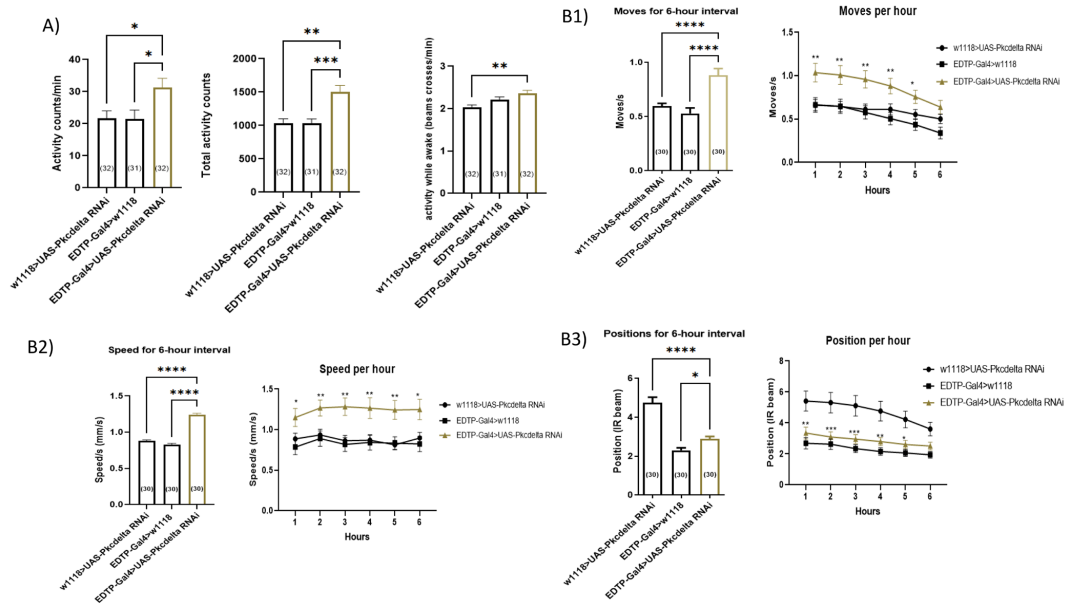 A)
*
*
Activity counts/min
40
30
20
10
0
(32)
(31)
(32)
w1118>UAS-Pkcdelta RNAi
EDTP-Gal4>w1118
EDTP-Gal4>UAS-Pkcdelta RNAi
**
***
Total activity counts
2000
1500
1000
500
0
(32)
(31)
(32)
w1118>UAS-Pkcdelta RNAi
EDTP-Gal4>w1118
EDTP-Gal4>UAS-Pkcdelta RNAi
**
activity while awake (beams crosses/min)
3
2
1
0
(32)
(31)
(32)
w1118>UAS-Pkcdelta RNAi
EDTP-Gal4>w1118
EDTP-Gal4>UAS-Pkcdelta RNAi
B1)
Moves for 6-hour interval
****
****
Moves/s
1.0
0.5
0.0
(30)
(30)
(30)
w1118>UAS-Pkcdelta RNAi
EDTP-Gal4>w1118
EDTP-Gal4>UAS-Pkcdelta RNAi
Moves per hour
w1118>UAS-Pkcdelta RNAi
EDTP-Gal4>w1118
EDTP-Gal4>UAS-Pkcdelta RNAi
Moves/s
1.5
1.0
0.5
0.0
** ** ** ** *
1 2 3 4 5 6
Hours
B2)
Speed for 6-hour interval
****
****
Speed/s (mm/s)
1.5
1.0
0.5
0.0
(30)
(30)
(30)
w1118>UAS-Pkcdelta RNAi
EDTP-Gal4>w1118
EDTP-Gal4>UAS-Pkcdelta RNAi
Speed per hour
Speed/s (mm/s)
1.5
1.0
0.5
0.0
* ** ** ** * *
w1118>UAS-Pkcdelta RNAi
EDTP-Gal4>w1118
EDTP-Gal4>UAS-Pkcdelta RNAi
1 2 3 4 5 6
Hours
B3)
Positions for 6-hour interval
****
*
Position (IR beam)
6
4
2
0
(30)
(30)
(30)
w1118>UAS-Pkcdelta RNAi
EDTP-Gal4>w1118
EDTP-Gal4>UAS-Pkcdelta RNAi
Position per hour
w1118>UAS-Pkcdelta RNAi
EDTP-Gal4>w1118
EDTP-Gal4>UAS-Pkcdelta RNAi
Position (IR beam)
8
6
4
2
0
** *** *** ** *
1 2 3 4 5 6
Hours